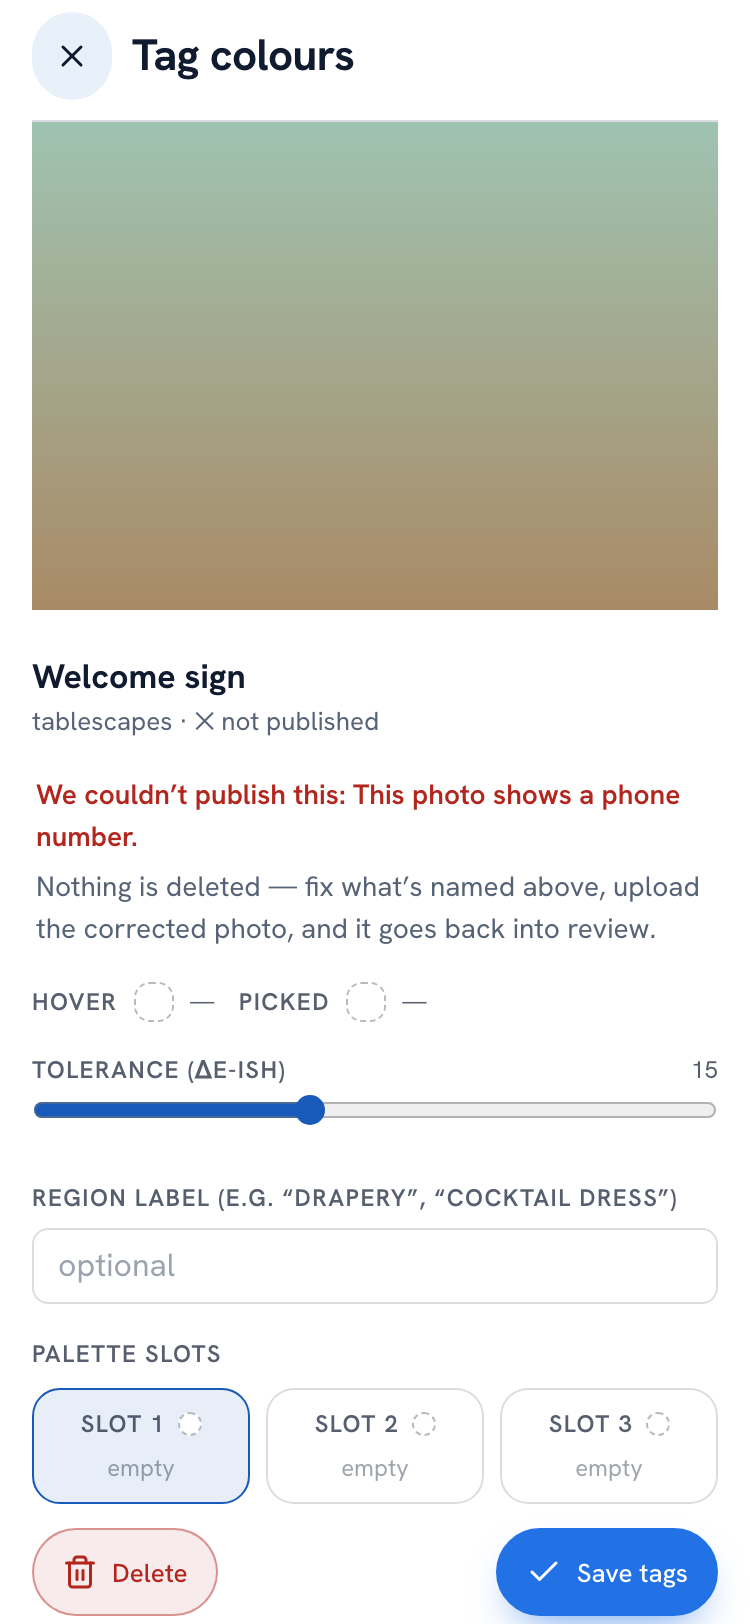 Tag colours
Welcome sign
tablescapes · ✕ not published
We couldn’t publish this: This photo shows a phone
number.
Nothing is deleted — fix what’s named above, upload
the corrected photo, and it goes back into review.
HOVER — PICKED —
TOLERANCE (ΔE-ISH) 15
REGION LABEL (E.G. “DRAPERY”, “COCKTAIL DRESS”)
optional
PALETTE SLOTS
SLOT 1 SLOT 2 SLOT 3
empty empty empty
Delete Save tags